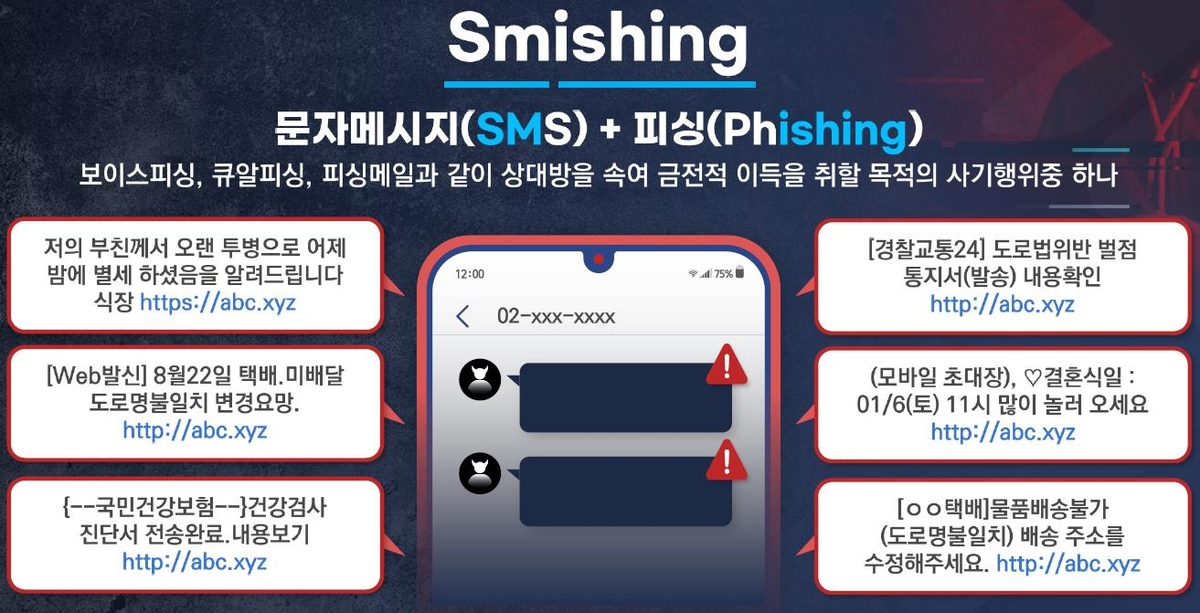 Smishing
문자메시지(SMS) + 피싱(Phishing)
보이스피싱, 큐알피싱, 피싱메일과 같이 상대방을 속여 금전적 이득을 취할 목적의 사기행위중 하나
저의 부친께서 오랜 투병으로 어제
밤에 별세 하셨음을 알려드립니다
식장 https://abc.xyz
[Web발신] 8월22일 택배.미배달
도로명불일치 변경요망.
http://abc.xyz
{--국민건강보험--}건강검사
진단서 전송완료.내용보기
http://abc.xyz
12:00
75%
02-xxx-xxxx
[경찰교통24] 도로법위반 벌점
통지서(발송) 내용확인
http://abc.xyz
(모바일 초대장), ♡결혼식일 :
01/6(토) 11시 많이 놀러 오세요
http://abc.xyz
[ㅇㅇ택배]물품배송불가
(도로명불일치) 배송 주소를
수정해주세요. http://abc.xyz